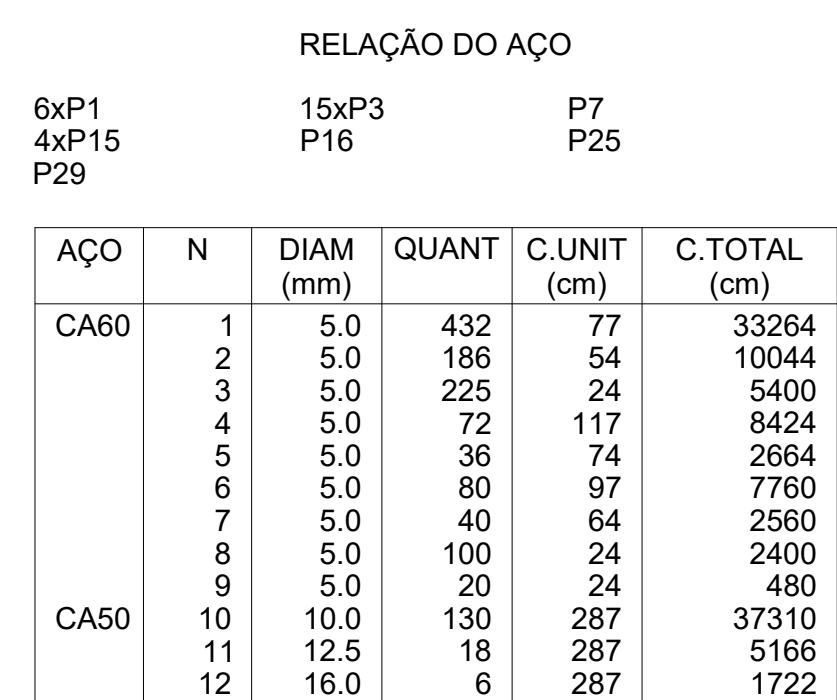 RELAÇÃO DO AÇO
6xP1 15xP3 P7
4xP15 P16 P25
P29
AÇO N DIAM QUANT C.UNIT C.TOTAL
(mm) (cm) (cm)
CA60 1 5.0 432 77 33264
2 5.0 186 54 10044
3 5.0 225 24 5400
4 5.0 72 117 8424
5 5.0 36 74 2664
6 5.0 80 97 7760
7 5.0 40 64 2560
8 5.0 100 24 2400
9 5.0 20 24 480
CA50 10 10.0 130 287 37310
11 12.5 18 287 5166
12 16.0 6 287 1722